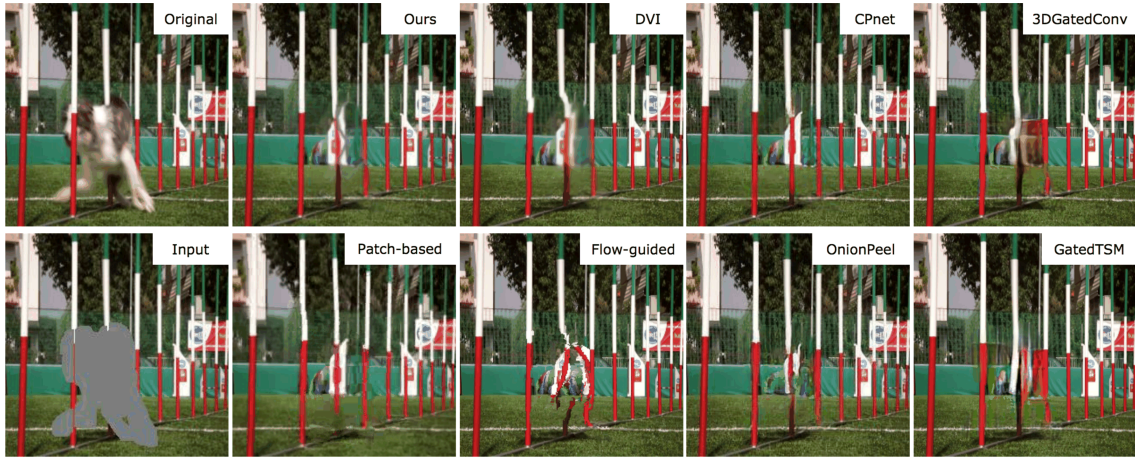 Original
Ours
DVI
CPnet
3DGatedConv
Input
Patch-based
Flow-guided
OnionPeel
GatedTSM